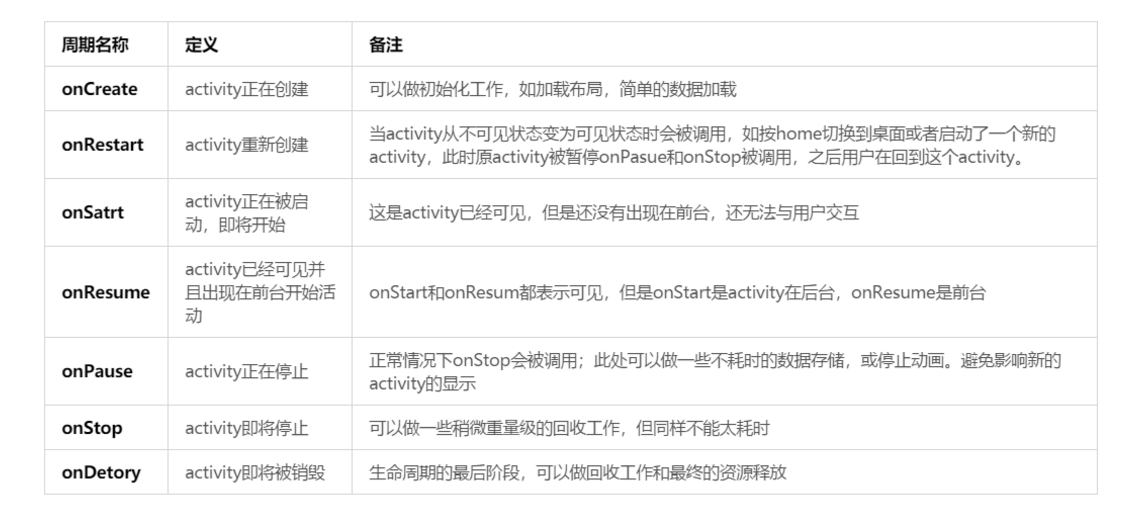 周期名称 定义 备注
onCreate activity正在创建 可以做初始化工作，如加载布局，简单的数据加载
onRestart activity重新创建 当activity从不可见状态变为可见状态时会被调用，如按home切换到桌面或者启动了一个新的
activity，此时原activity被暂停onPasue和onStop被调用，之后用户在回到这个activity。
onSatrt activity正在被启
动，即将开始 这是activity已经可见，但是还没有出现在前台，还无法与用户交互
onResume activity已经可见并
且出现在前台开始活
动 onStart和onResum都表示可见，但是onStart是activity在后台，onResume是前台
onPause activity正在停止 正常情况下onStop会被调用；此处可以做一些不耗时的数据存储，或停止动画。避免影响新的
activity的显示
onStop activity即将停止 可以做一些稍微重量级的回收工作，但同样不能太耗时
onDetory activity即将被销毁 生命周期的最后阶段，可以做回收工作和最终的资源释放